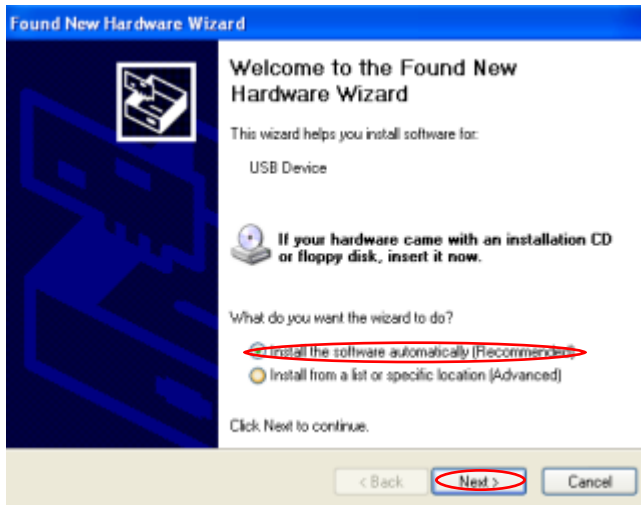 Found New Hardware Wizard
Welcome to the Found New
Hardware Wizard
This wizard helps you install software for:
USB Device
If your hardware came with an installation CD
or floppy disk, insert it now.
What do you want the wizard to do?
Install the software automatically (Recommended)
Install from a list or specific location (Advanced)
Click Next to continue.
< Back
Next >
Cancel